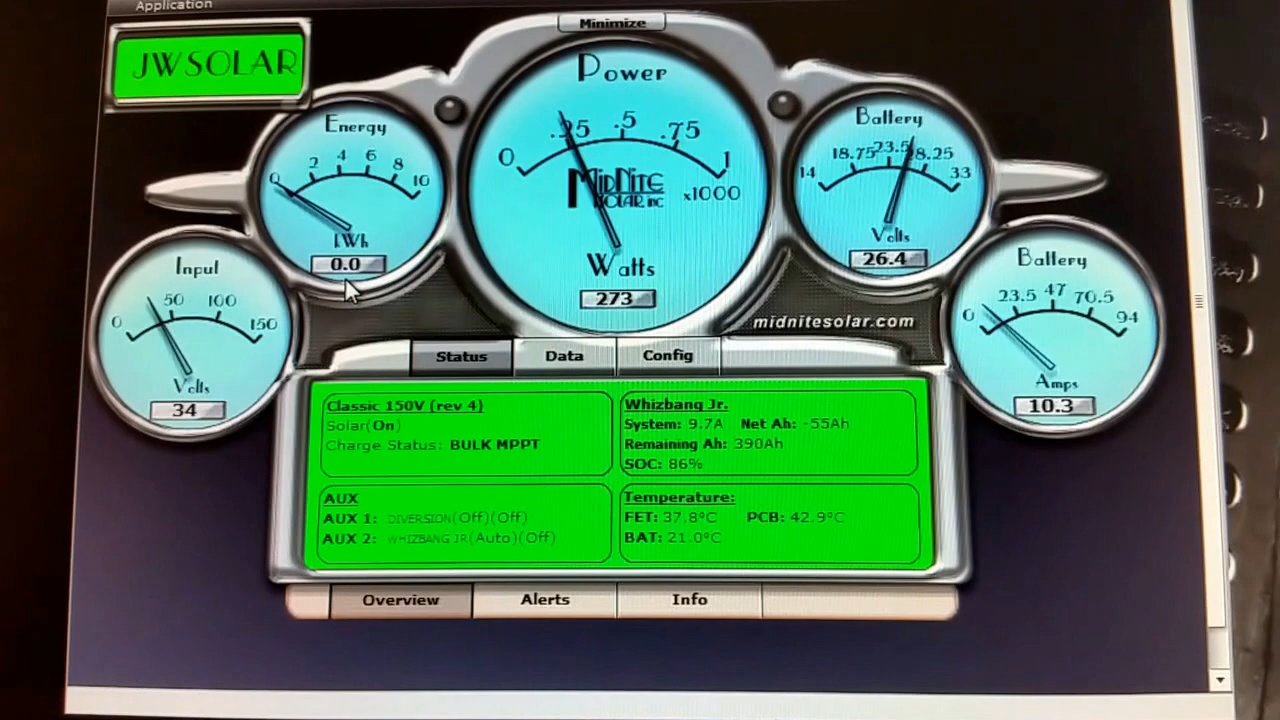 Application
Minimize
JWSOLAR
Power
0 .25 .5 .75 1
x1000
MIDNITE
SOLAR INC
Watts
273
Energy
0 2 4 6 8 10
kWh
0.0
Battery
14 18.75 23.5 28.25 33
Volts
26.4
Input
0 50 100 150
Volts
34
Battery
0 23.5 47 70.5 94
Amps
10.3
midnitesolar.com
Status Data Config
Classic 150V (rev 4)
Solar(On)
Charge Status: BULK MPPT
Whizbang Jr.
System: 9.7A Net Ah: -55Ah
Remaining Ah: 390Ah
SOC: 86%
AUX
AUX 1: DIVERSION(Off)(Off)
AUX 2: WHIZBANG JR(Auto)(Off)
Temperature:
FET: 37.8ºC PCB: 42.9ºC
BAT: 21.0ºC
Overview Alerts Info